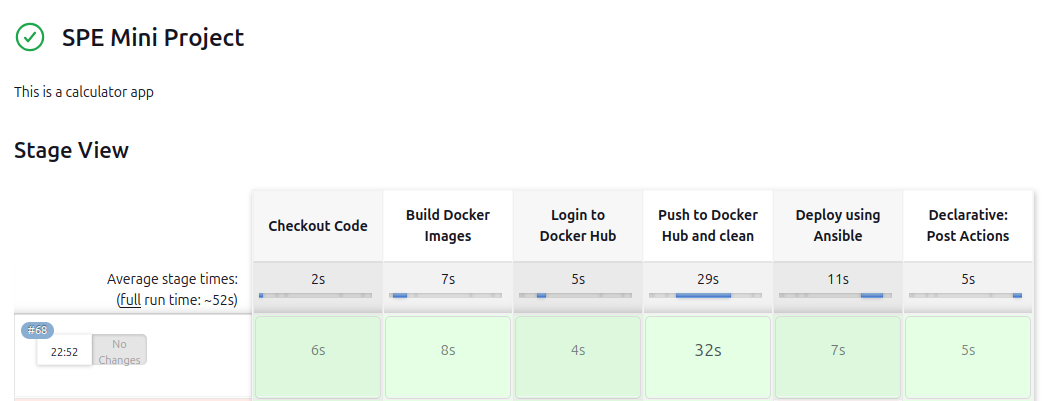 SPE Mini Project
This is a calculator app
Stage View
Checkout Code
Build Docker
Images
Login to
Docker Hub
Push to Docker
Hub and clean
Deploy using
Ansible
Declarative:
Post Actions
Average stage times:
(full run time: ~52s)
2s
7s
5s
29s
11s
5s
#68
22:52
No
Changes
6s
8s
4s
32s
7s
5s